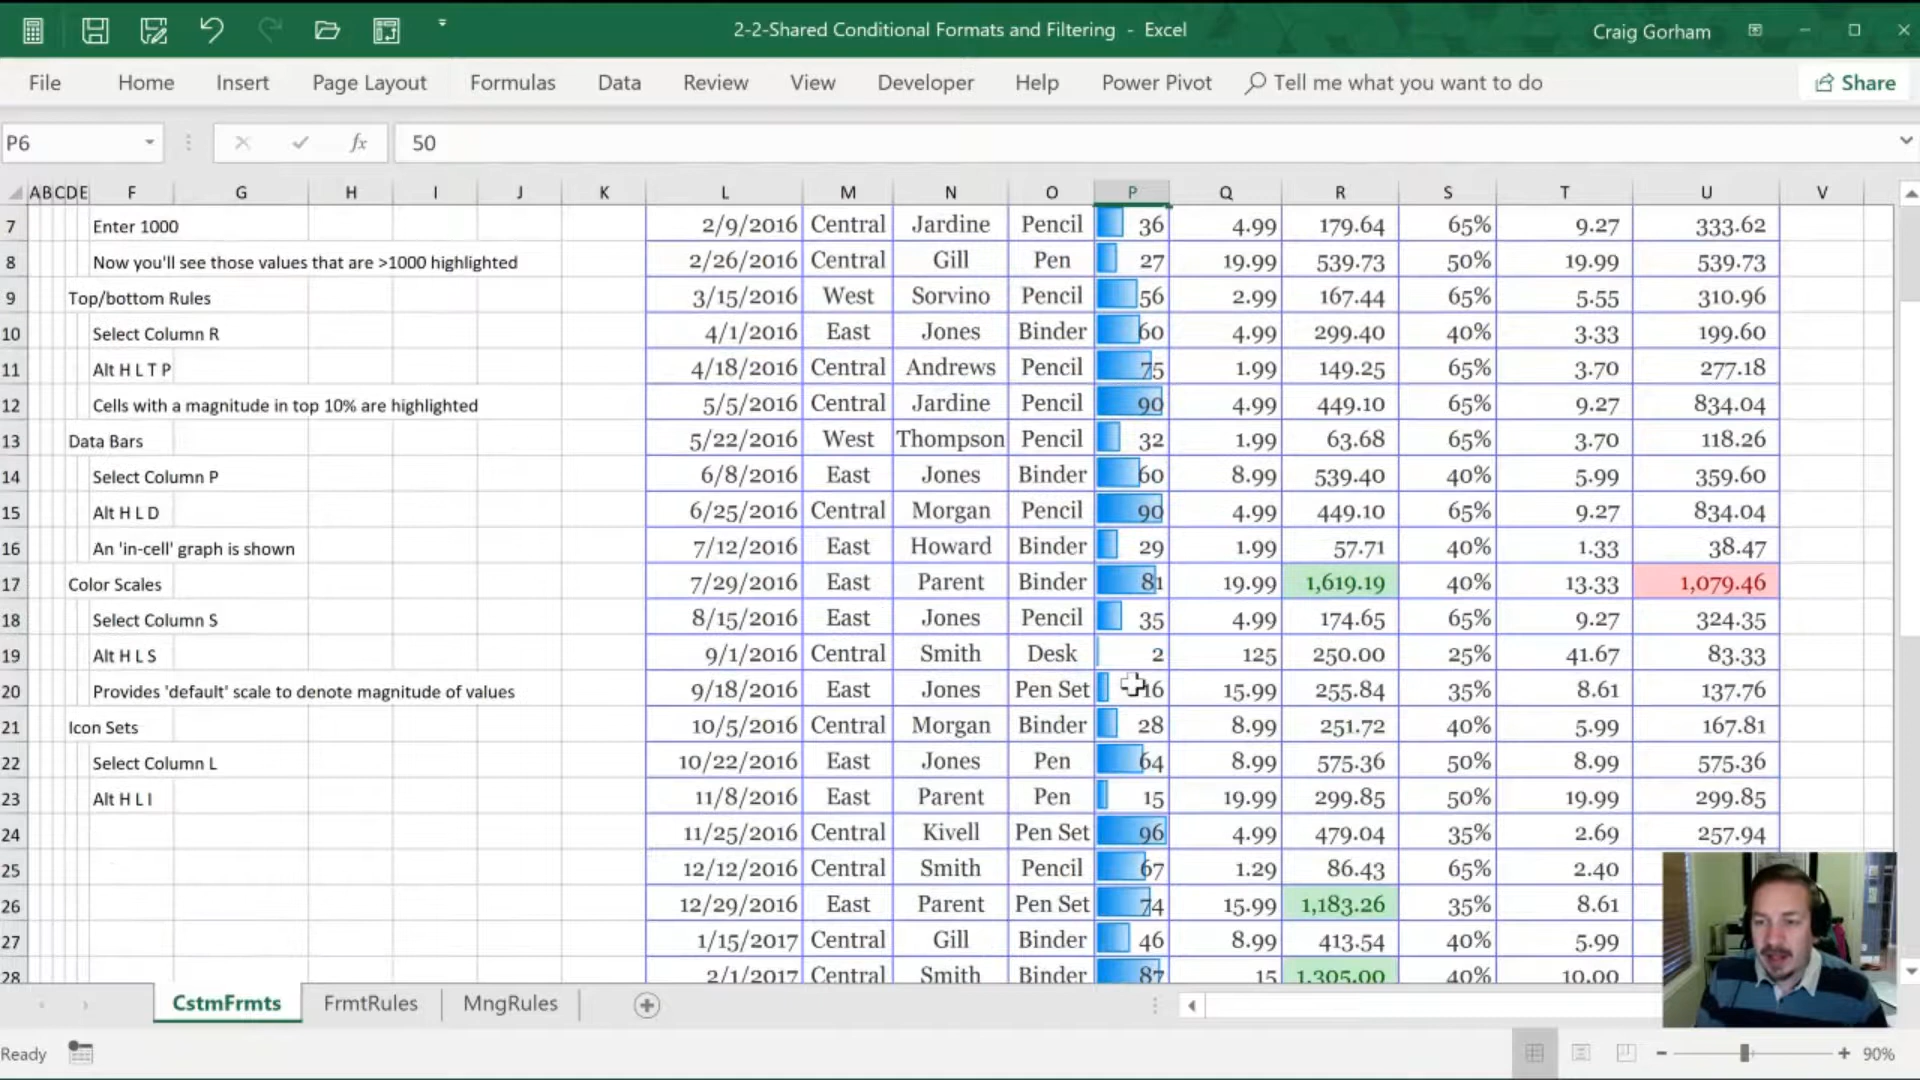 2-2-Shared Conditional Formats and Filtering - Excel
Craig Gorham
File Home Insert Page Layout Formulas Data Review View Developer Help Power Pivot Tell me what you want to do Share
P6 fx 50
A B C D E F G H I J K L M N O P Q R S T U V
7 Enter 1000 2/9/2016 Central Jardine Pencil 36 4.99 179.64 65% 9.27 333.62
8 Now you'll see those values that are >1000 highlighted 2/26/2016 Central Gill Pen 27 19.99 539.73 50% 19.99 539.73
9 Top/bottom Rules 3/15/2016 West Sorvino Pencil 56 2.99 167.44 65% 5.55 310.96
10 Select Column R 4/1/2016 East Jones Binder 60 4.99 299.40 40% 3.33 199.60
11 Alt H L T P 4/18/2016 Central Andrews Pencil 75 1.99 149.25 65% 3.70 277.18
12 Cells with a magnitude in top 10% are highlighted 5/5/2016 Central Jardine Pencil 90 4.99 449.10 65% 9.27 834.04
13 Data Bars 5/22/2016 West Thompson Pencil 32 1.99 63.68 65% 3.70 118.26
14 Select Column P 6/8/2016 East Jones Binder 60 8.99 539.40 40% 5.99 359.60
15 Alt H L D 6/25/2016 Central Morgan Pencil 90 4.99 449.10 65% 9.27 834.04
16 An 'in-cell' graph is shown 7/12/2016 East Howard Binder 29 1.99 57.71 40% 1.33 38.47
17 Color Scales 7/29/2016 East Parent Binder 81 19.99 1,619.19 40% 13.33 1,079.46
18 Select Column S 8/15/2016 East Jones Pencil 35 4.99 174.65 65% 9.27 324.35
19 Alt H L S 9/1/2016 Central Smith Desk 2 125 250.00 25% 41.67 83.33
20 Provides 'default' scale to denote magnitude of values 9/18/2016 East Jones Pen Set 16 15.99 255.84 35% 8.61 137.76
21 Icon Sets 10/5/2016 Central Morgan Binder 28 8.99 251.72 40% 5.99 167.81
22 Select Column L 10/22/2016 East Jones Pen 64 8.99 575.36 50% 8.99 575.36
23 Alt H L I 11/8/2016 East Parent Pen 15 19.99 299.85 50% 19.99 299.85
24 11/25/2016 Central Kivell Pen Set 96 4.99 479.04 35% 2.69 257.94
25 12/12/2016 Central Smith Pencil 67 1.29 86.43 65% 2.40
26 12/29/2016 East Parent Pen Set 74 15.99 1,183.26 35% 8.61
27 1/15/2017 Central Gill Binder 46 8.99 413.54 40% 5.99
28 2/1/2017 Central Smith Binder 87 15 1,305.00 40% 10.00
CstmFrmts FrmtRules MngRules
Ready 90%